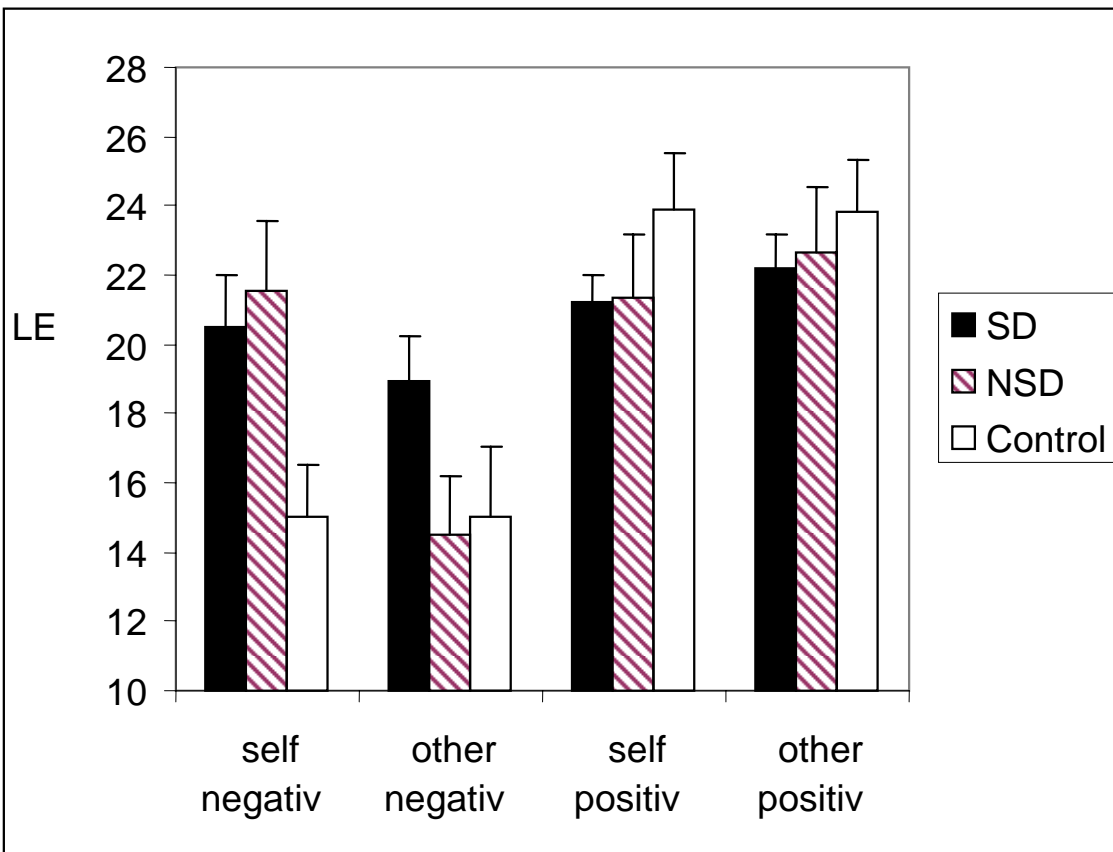 28
26
24
22
20
18
16
14
12
10
LE
self
negativ
other
negativ
self
positiv
other
positiv
SD
NSD
Control